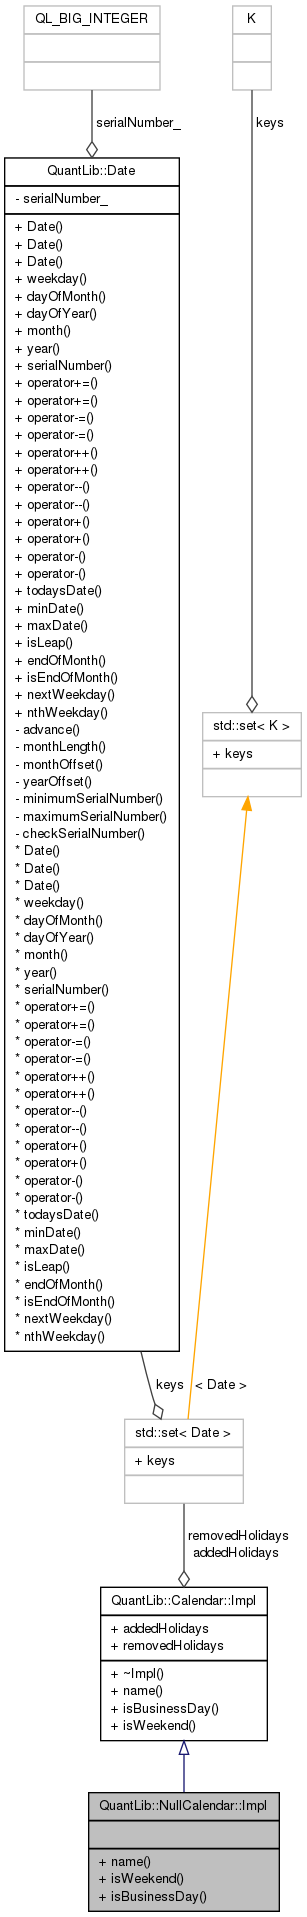 QL_BIG_INTEGER
K
serialNumber_
keys
QuantLib::Date
- serialNumber_
+ Date()
+ Date()
+ Date()
+ weekday()
+ dayOfMonth()
+ dayOfYear()
+ month()
+ year()
+ serialNumber()
+ operator+=()
+ operator+=()
+ operator-=()
+ operator-=()
+ operator++()
+ operator++()
+ operator--()
+ operator--()
+ operator+()
+ operator+()
+ operator-()
+ operator-()
+ todaysDate()
+ minDate()
+ maxDate()
+ isLeap()
+ endOfMonth()
+ isEndOfMonth()
+ nextWeekday()
+ nthWeekday()
- advance()
- monthLength()
- monthOffset()
- yearOffset()
- minimumSerialNumber()
- maximumSerialNumber()
- checkSerialNumber()
* Date()
* Date()
* Date()
* weekday()
* dayOfMonth()
* dayOfYear()
* month()
* year()
* serialNumber()
* operator+=()
* operator+=()
* operator-=()
* operator-=()
* operator++()
* operator++()
* operator--()
* operator--()
* operator+()
* operator+()
* operator-()
* operator-()
* todaysDate()
* minDate()
* maxDate()
* isLeap()
* endOfMonth()
* isEndOfMonth()
* nextWeekday()
* nthWeekday()
std::set< K >
+ keys
keys
< Date >
std::set< Date >
+ keys
removedHolidays
addedHolidays
QuantLib::Calendar::Impl
+ addedHolidays
+ removedHolidays
+ ~Impl()
+ name()
+ isBusinessDay()
+ isWeekend()
QuantLib::NullCalendar::Impl
+ name()
+ isWeekend()
+ isBusinessDay()